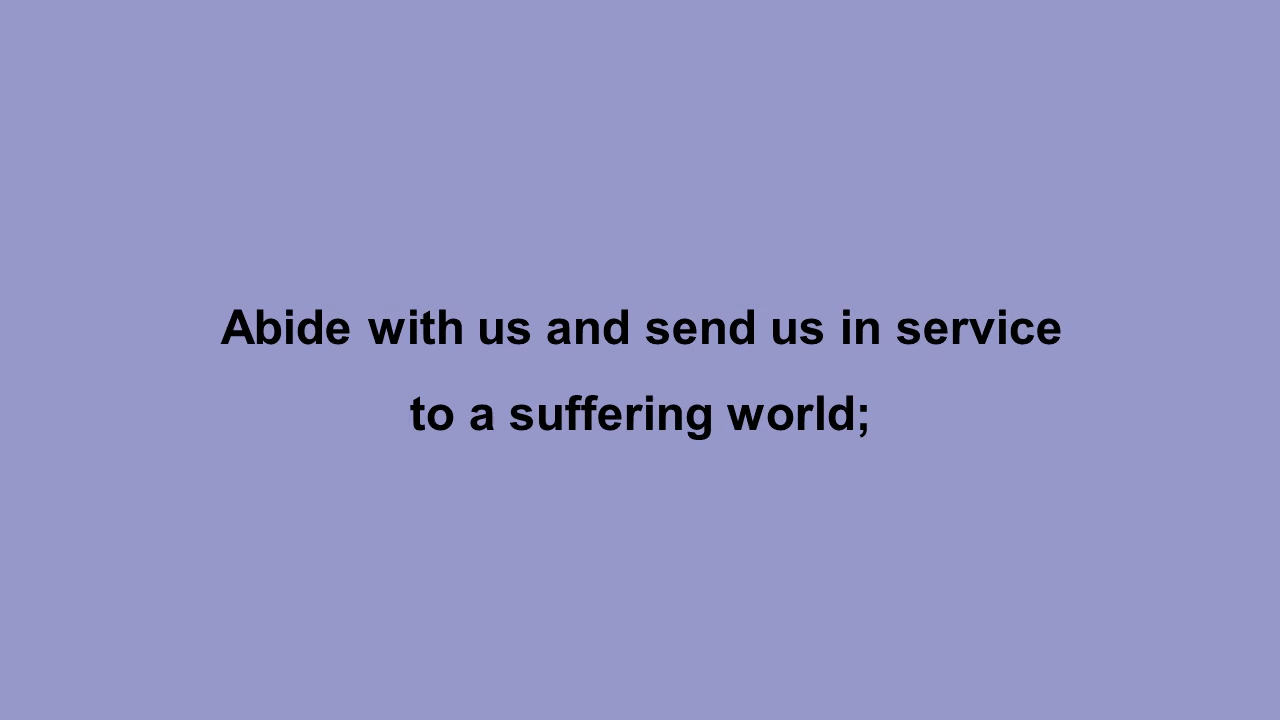 Abide with us and send us in service
to a suffering world;